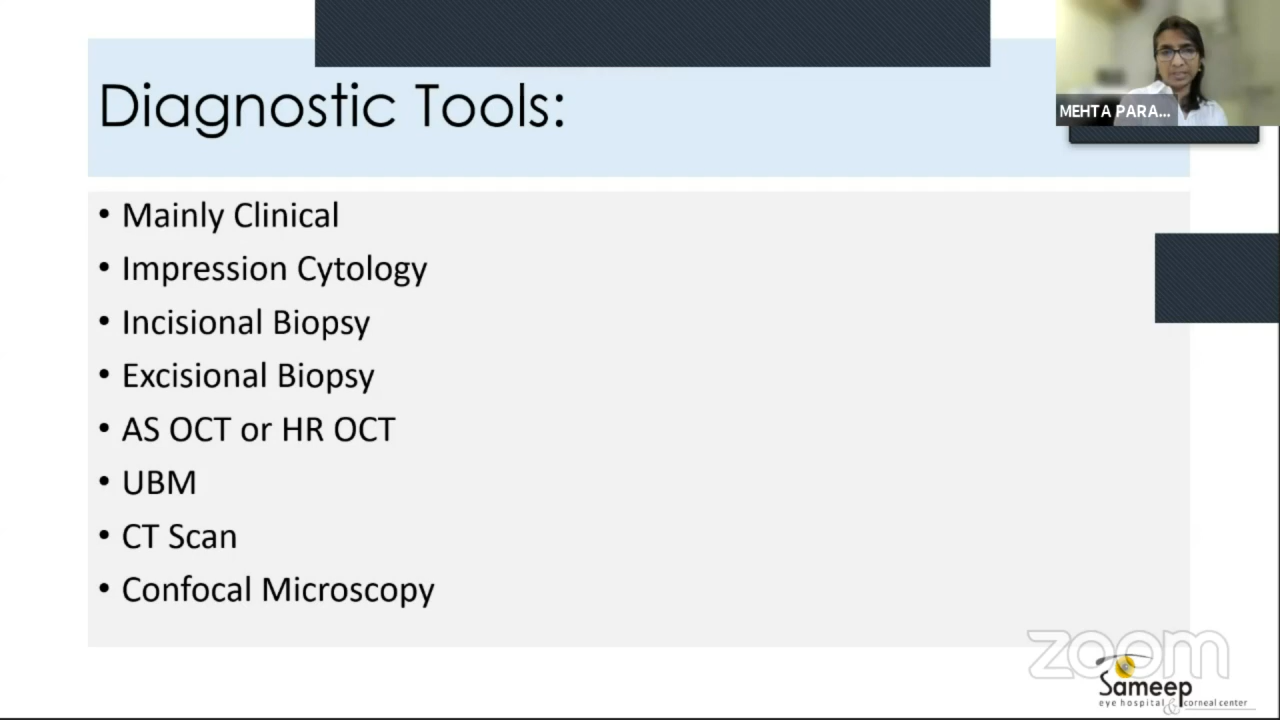 Diagnostic Tools:
MEHTA PARA...
• Mainly Clinical
• Impression Cytology
• Incisional Biopsy
• Excisional Biopsy
• AS OCT or HR OCT
• UBM
• CT Scan
• Confocal Microscopy
zoom
Sameep
eye hospital & corneal center